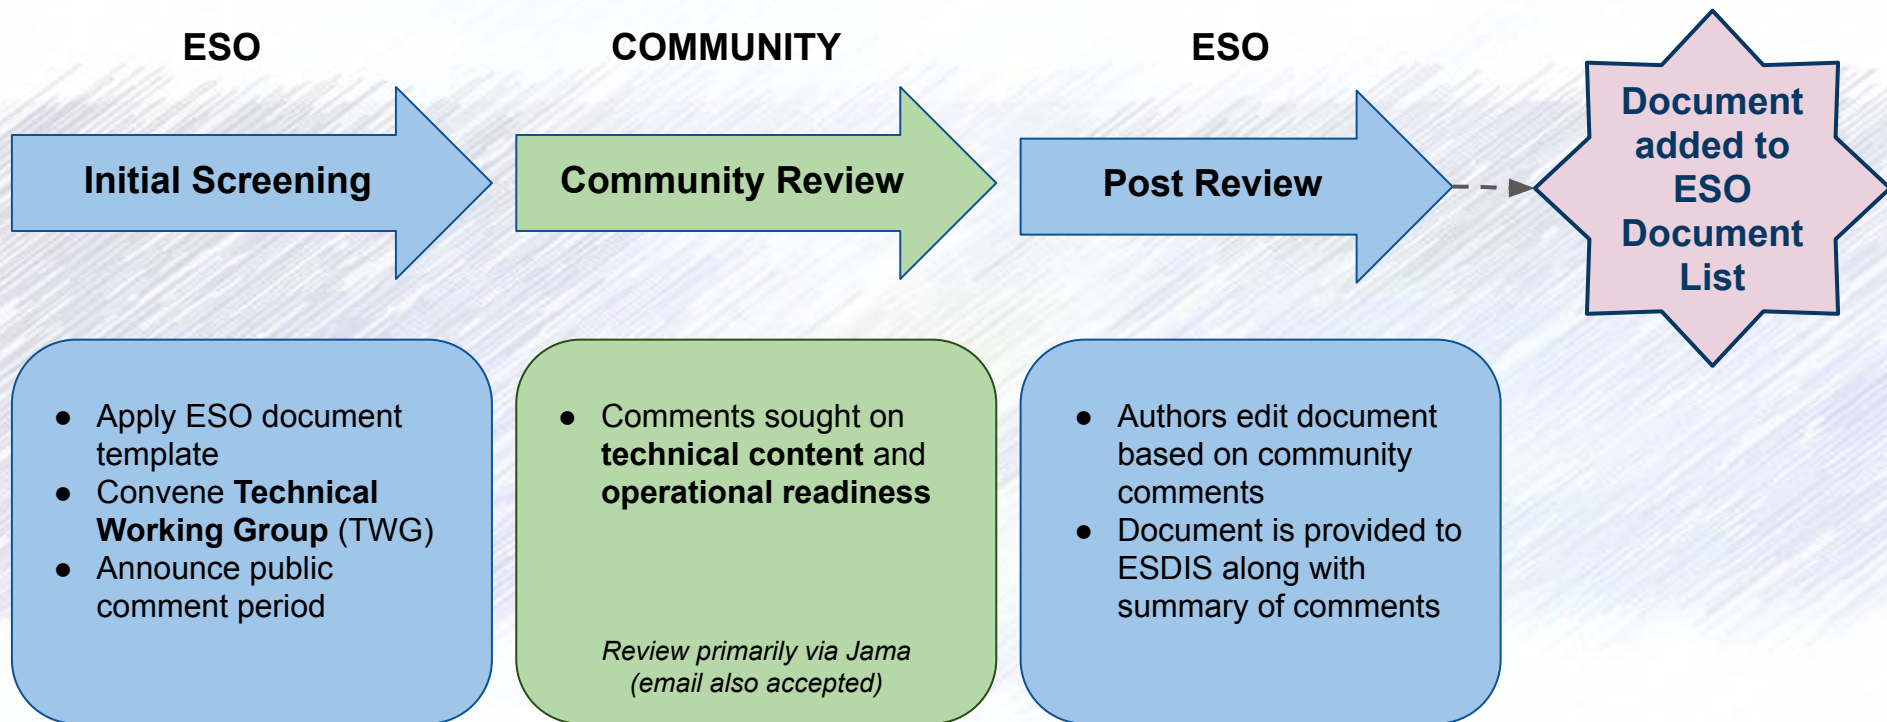 ESO
COMMUNITY
ESO
Initial Screening
Community Review
Post Review
Document
added to
ESO
Document
List
● Apply ESO document
template
● Convene Technical
Working Group (TWG)
● Announce public
comment period
● Comments sought on
technical content and
operational readiness
Review primarily via Jama
(email also accepted)
● Authors edit document
based on community
comments
● Document is provided to
ESDIS along with
summary of comments